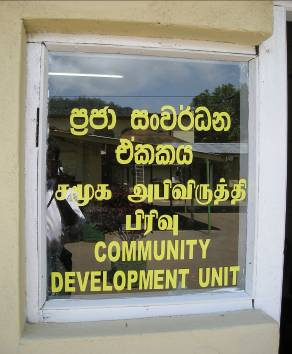 ප්‍රජා සංවර්ධන
ඒකකය
சமுக அபிவிருத்தி
பிரிவு
COMMUNITY
DEVELOPMENT UNIT